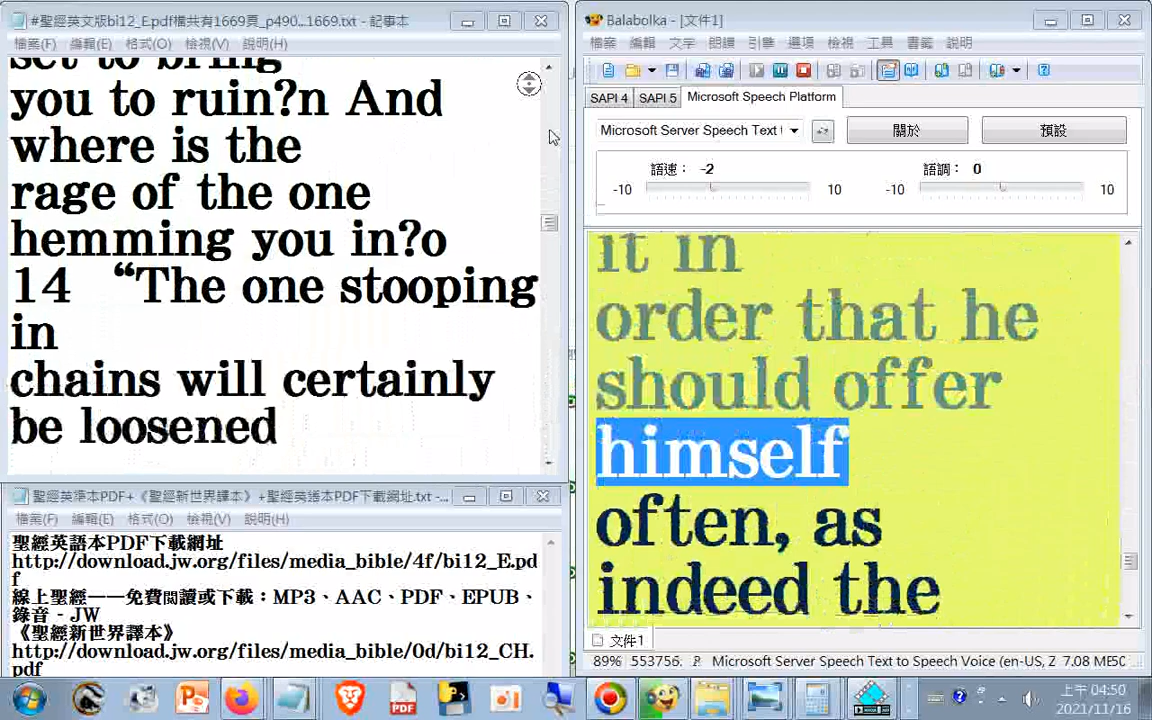 #聖經英文版bi12_E.pdf檔共有1669頁_p490...1669.txt - 記事本
檔案(F) 編輯(E) 格式(O) 檢視(V) 說明(H)
set to bring
you to ruin?n And
where is the
rage of the one
hemming you in?o
14 “The one stooping
in
chains will certainly
be loosened
聖經英語本PDF+《聖經新世界譯本》+聖經英語本PDF下載網址.txt -...
檔案(F) 編輯(E) 格式(O) 檢視(V) 說明(H)
聖經英語本PDF下載網址
http://download.jw.org/files/media_bible/4f/bi12_E.pd
f
線上聖經——免費閱讀或下載：MP3、AAC、PDF、EPUB、
錄音 - JW
《聖經新世界譯本》
http://download.jw.org/files/media_bible/0d/bi12_CH.
pdf
Balabolka - [文件1]
檔案 編輯 文字 朗讀 引擎 選項 檢視 工具 書籤 說明
SAPI 4 SAPI 5 Microsoft Speech Platform
Microsoft Server Speech Text 關於 預設
語速： -2 語調： 0
-10 10 -10 10
it in
order that he
should offer
himself
often, as
indeed the
文件1
89% 553756. Microsoft Server Speech Text to Speech Voice (en-US, Z 7.08 ME
上午 04:50
2021/11/16